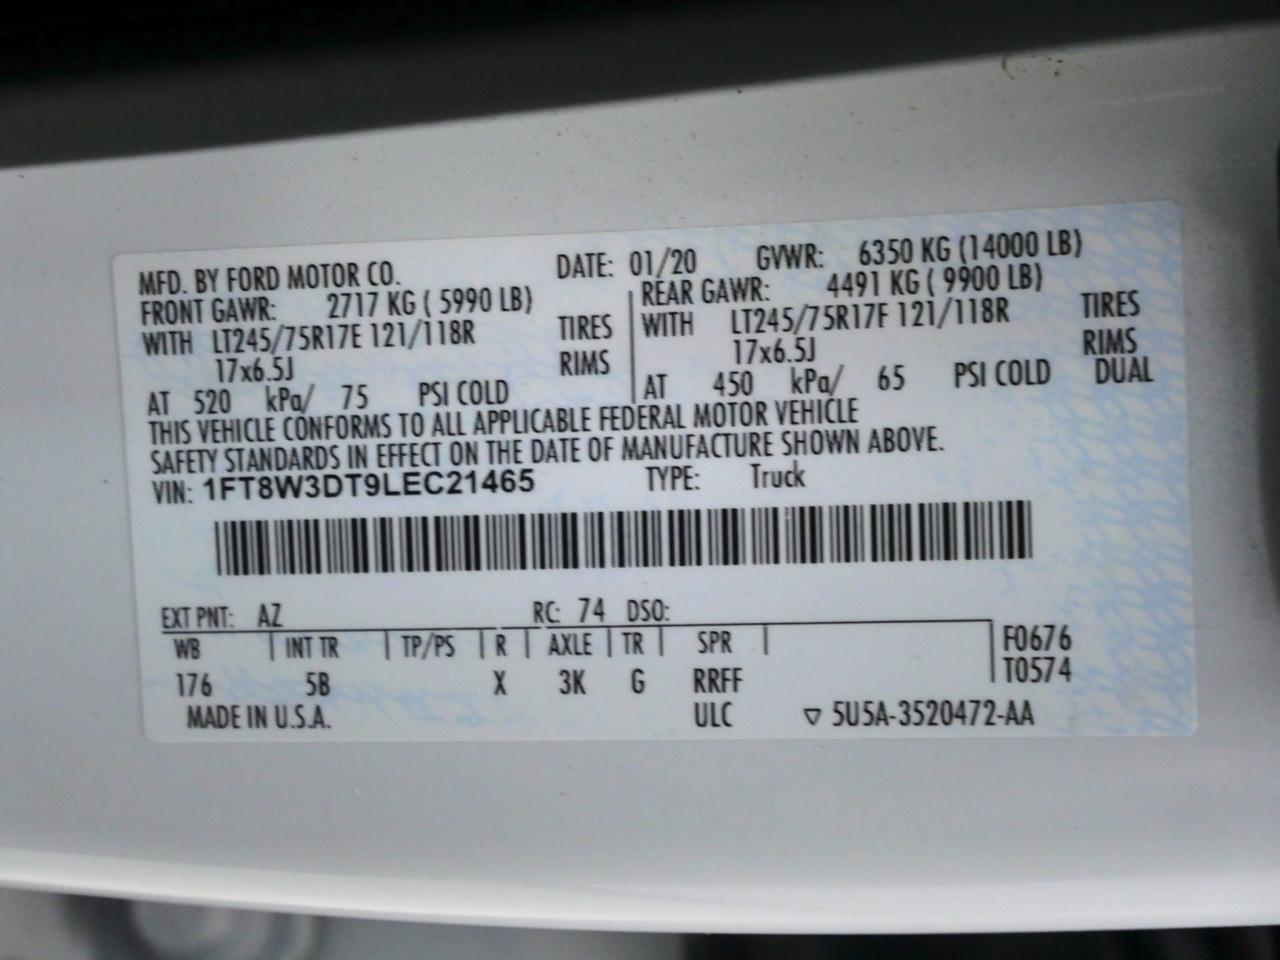 MFD. BY FORD MOTOR CO. DATE: 01/20 GVWR: 6350 KG (14000 LB)
FRONT GAWR: 2717 KG ( 5990 LB) REAR GAWR: 4491 KG ( 9900 LB)
WITH LT245/75R17E 121/118R TIRES WITH LT245/75R17E 121/118R TIRES
17x6.5J RIMS 17x6.5J RIMS
AT 520 kPa/ 75 PSI COLD AT 450 kPa/ 65 PSI COLD DUAL
THIS VEHICLE CONFORMS TO ALL APPLICABLE FEDERAL MOTOR VEHICLE
SAFETY STANDARDS IN EFFECT ON THE DATE OF MANUFACTURE SHOWN ABOVE.
VIN: 1FT8W3DT9LEC21465 TYPE: Truck
EXT PNT: AZ RC: 74 DSO:
WB INT TR TP/PS R AXLE TR SPR F0676
176 5B X 3K G RRFF T0574
MADE IN U.S.A. ULC ▽ 5U5A-3520472-AA